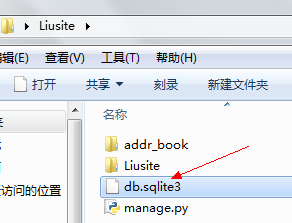 Liusite
编辑(E) 查看(V) 工具(T) 帮助(H)
打开 共享 刻录 新建文件夹
名称
addr_book
Liusite
db.sqlite3
访问的位置
manage.py